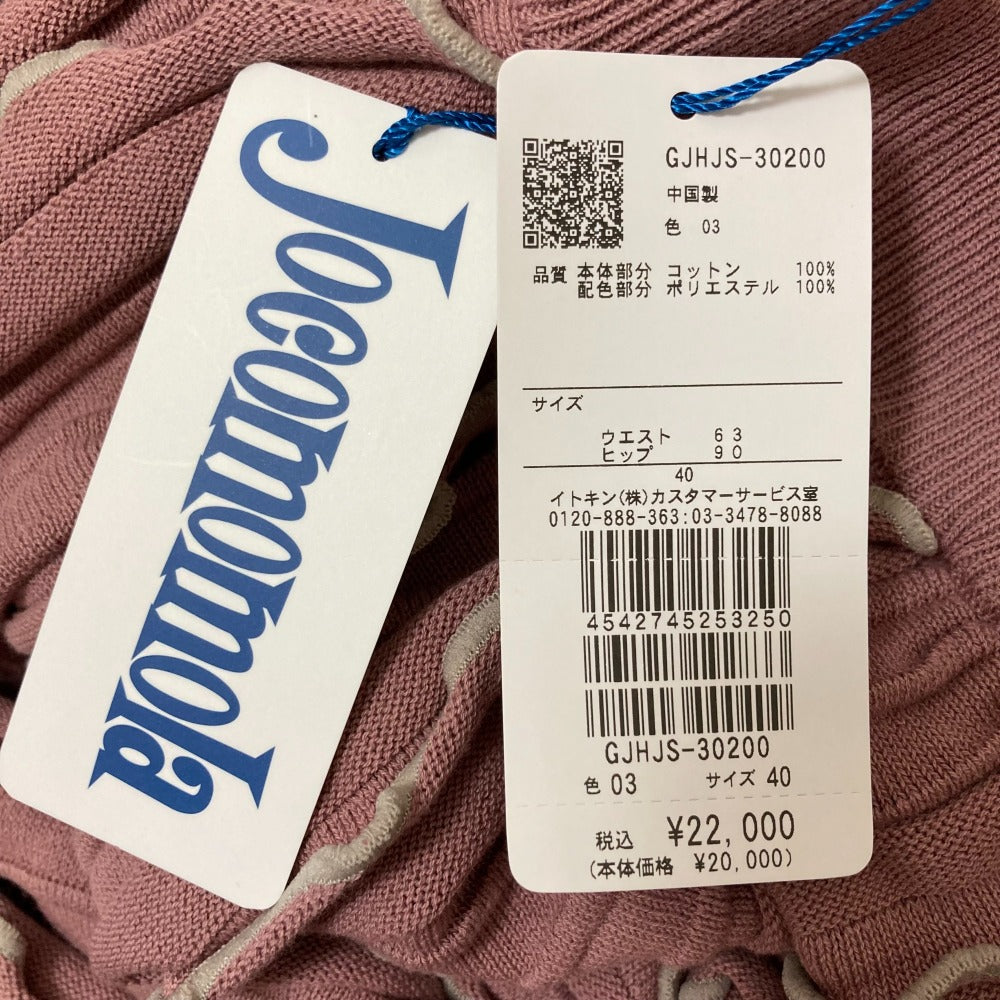 Jocomomola
GJHJS-30200
中国製
色 03
品質 本体部分 コットン 100%
配色部分 ポリエステル 100%
サイズ
ウエスト 63
ヒップ 90
40
イトキン(株)カスタマーサービス室
0120-888-363:03-3478-8088
4542745253250
GJHJS-30200
色 03 サイズ 40
税込 ¥22,000
(本体価格 ¥20,000)